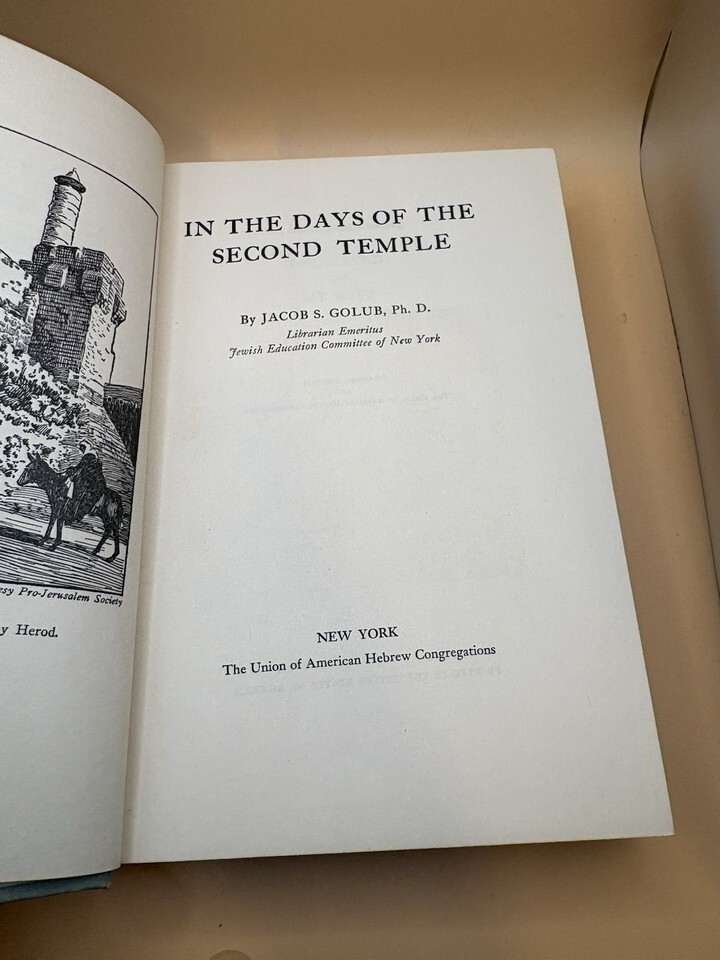 sy Pro-Jerusalem Society
y Herod.
IN THE DAYS OF THE
SECOND TEMPLE
By JACOB S. GOLUB, Ph. D.
Librarian Emeritus
Jewish Education Committee of New York
NEW YORK
The Union of American Hebrew Congregations